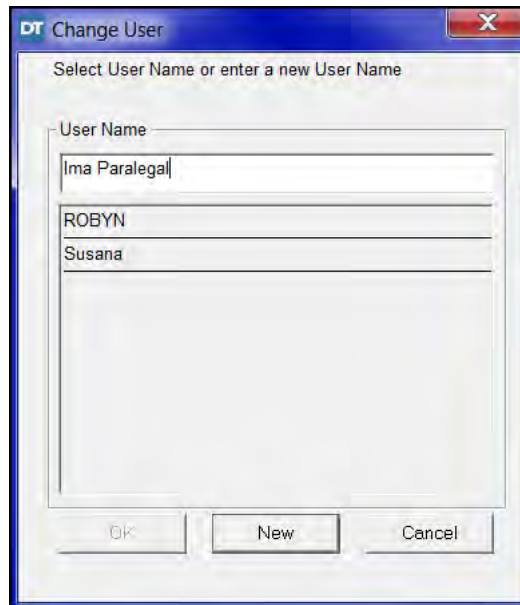 DT Change User
Select User Name or enter a new User Name
User Name
Ima Paralegal
ROBYN
Susana
OK New Cancel